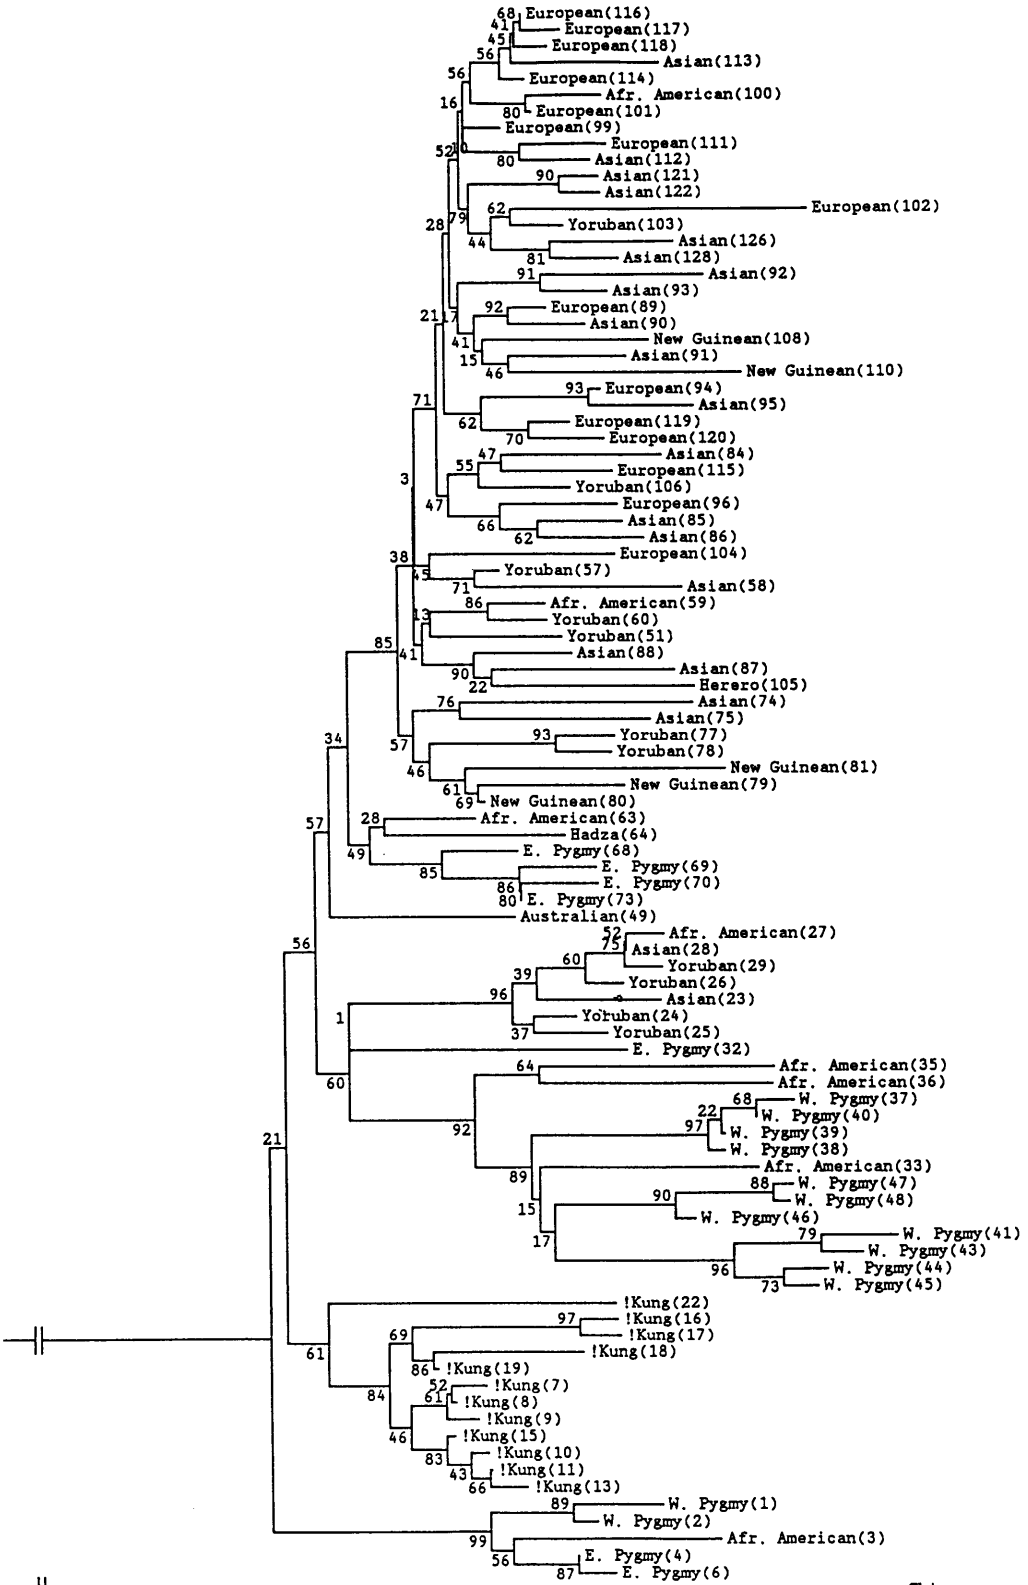 68 European(116)
41 European(117)
45 European(118)
56 Asian(113)
56 European(114)
Afr. American(100)
16 80 European(101)
European(99)
52 10 European(111)
80 Asian(112)
90 Asian(121)
Asian(122)
62 European(102)
28 79 Yoruban(103)
44 Asian(126)
81 Asian(128)
91 Asian(92)
Asian(93)
92 European(89)
21 17 Asian(90)
41 New Guinean(108)
15 Asian(91)
46 New Guinean(110)
93 European(94)
71 Asian(95)
62 European(119)
70 European(120)
47 Asian(84)
55 European(115)
3 Yoruban(106)
47 European(96)
66 Asian(85)
62 Asian(86)
38 European(104)
45 Yoruban(57)
71 Asian(58)
86 Afr. American(59)
13 Yoruban(60)
Yoruban(51)
85 41 Asian(88)
90 Asian(87)
22 Herero(105)
76 Asian(74)
Asian(75)
34 57 93 Yoruban(77)
Yoruban(78)
46 New Guinean(81)
61 New Guinean(79)
69 New Guinean(80)
57 28 Afr. American(63)
Hadza(64)
49 E. Pygmy(68)
85 E. Pygmy(69)
86 E. Pygmy(70)
80 E. Pygmy(73)
Australian(49)
52 Afr. American(27)
56 75 Asian(28)
60 Yoruban(29)
39 Yoruban(26)
96 Asian(23)
1 Yoruban(24)
37 Yoruban(25)
E. Pygmy(32)
64 Afr. American(35)
60 Afr. American(36)
68 W. Pygmy(37)
22 W. Pygmy(40)
92 97 W. Pygmy(39)
21 W. Pygmy(38)
89 Afr. American(33)
88 W. Pygmy(47)
90 W. Pygmy(48)
15 W. Pygmy(46)
17 79 W. Pygmy(41)
W. Pygmy(43)
96 W. Pygmy(44)
73 W. Pygmy(45)
!Kung(22)
97 !Kung(16)
69 !Kung(17)
61 !Kung(18)
86 !Kung(19)
84 52 !Kung(7)
61 !Kung(8)
!Kung(9)
46 !Kung(15)
83 !Kung(10)
43 !Kung(11)
66 !Kung(13)
89 W. Pygmy(1)
W. Pygmy(2)
99 Afr. American(3)
56 E. Pygmy(4)
87 E. Pygmy(6)